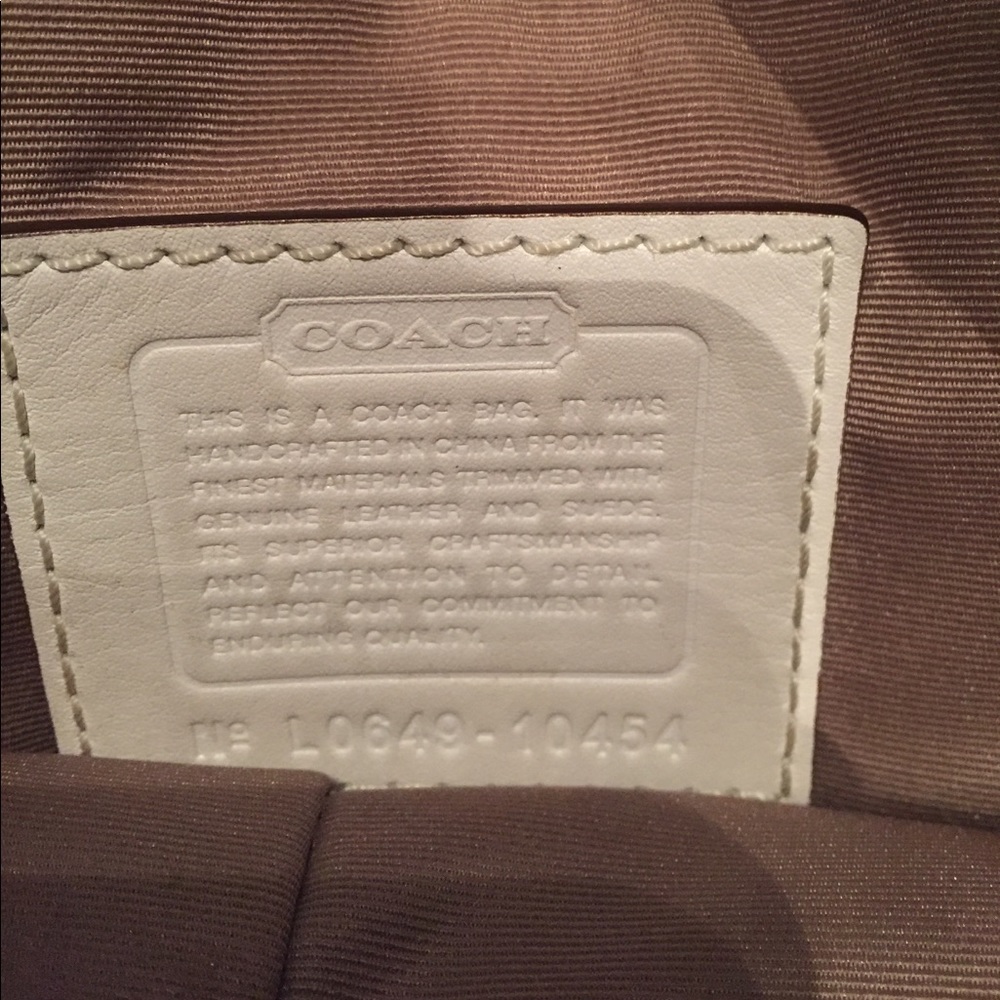 COACH
THIS IS A COACH BAG. IT WAS
HANDCRAFTED IN CHINA FROM THE
FINEST MATERIALS TRIMMED WITH
GENUINE LEATHER AND SUEDE.
ITS SUPERIOR CRAFTSMANSHIP
AND ATTENTION TO DETAIL
REFLECT OUR COMMITMENT TO
ENDURING QUALITY.
Nº L0649-10454